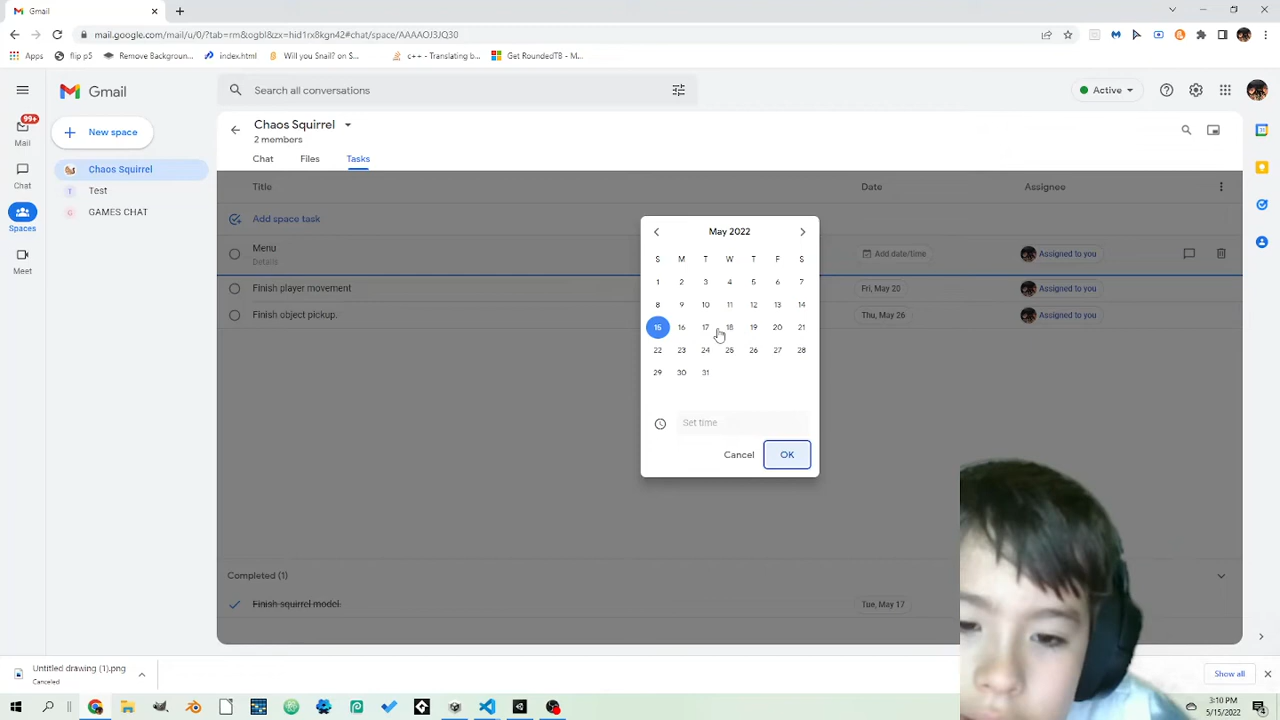 Gmail
mail.google.com/mail/u/0/?tab=rm&ogbl&zx=hid1rx8kgn42#chat/space/AAAAOJ3JQ30
Apps
flip p5
Remove Background...
index.html
Will you Snail? on S...
c++ - Translating b...
Get RoundedTB - M...
Gmail
Search all conversations
Active
99+
Mail
Chat
Spaces
Meet
New space
Chaos Squirrel
T Test
G GAMES CHAT
Chaos Squirrel
2 members
Chat Files Tasks
Title Date Assignee
Add space task
Menu
Details
Add date/time Assigned to you
Finish player movement Fri, May 20 Assigned to you
Finish object pickup. Thu, May 26 Assigned to you
May 2022
S M T W T F S
1 2 3 4 5 6 7
8 9 10 11 12 13 14
15 16 17 18 19 20 21
22 23 24 25 26 27 28
29 30 31
Set time
Cancel OK
Completed (1)
Finish squirrel model. Tue, May 17
Untitled drawing (1).png
Canceled
Show all
3:10 PM
5/15/2022